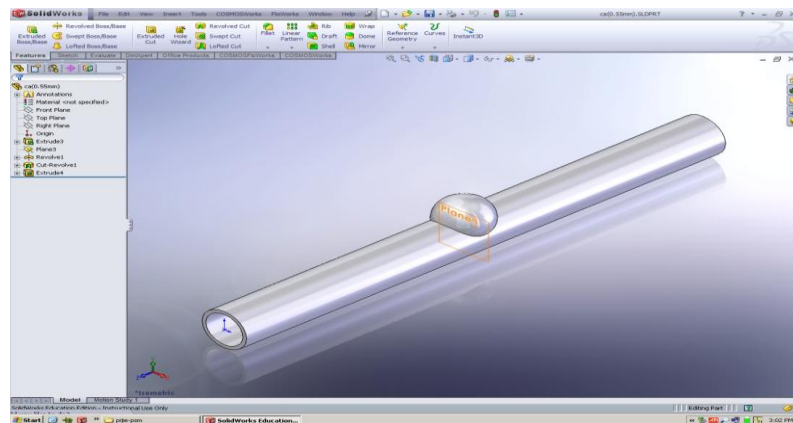 SolidWorks File Edit View Insert Tools COSMOSWorks FloWorks Window Help ca(0.55mm).SLDPRT
Extruded Boss/Base
Revolved Boss/Base
Swept Boss/Base
Lofted Boss/Base
Extruded Cut
Hole Wizard
Revolved Cut
Swept Cut
Lofted Cut
Fillet
Linear Pattern
Rib
Draft
Shell
Wrap
Dome
Mirror
Reference Geometry
Curves
Instant3D
Features Sketch Evaluate DimXpert Office Products COSMOSFloWorks COSMOSWorks
ca(0.55mm)
Annotations
Material <not specified>
Front Plane
Top Plane
Right Plane
Origin
Extrude3
Plane3
Revolve1
Cut-Revolve1
Extrude4
*Isometric
Model Motion Study 1
SolidWorks Education Edition - Instructional Use Only
Editing Part
Start
SolidWorks Education...
3:02 PM